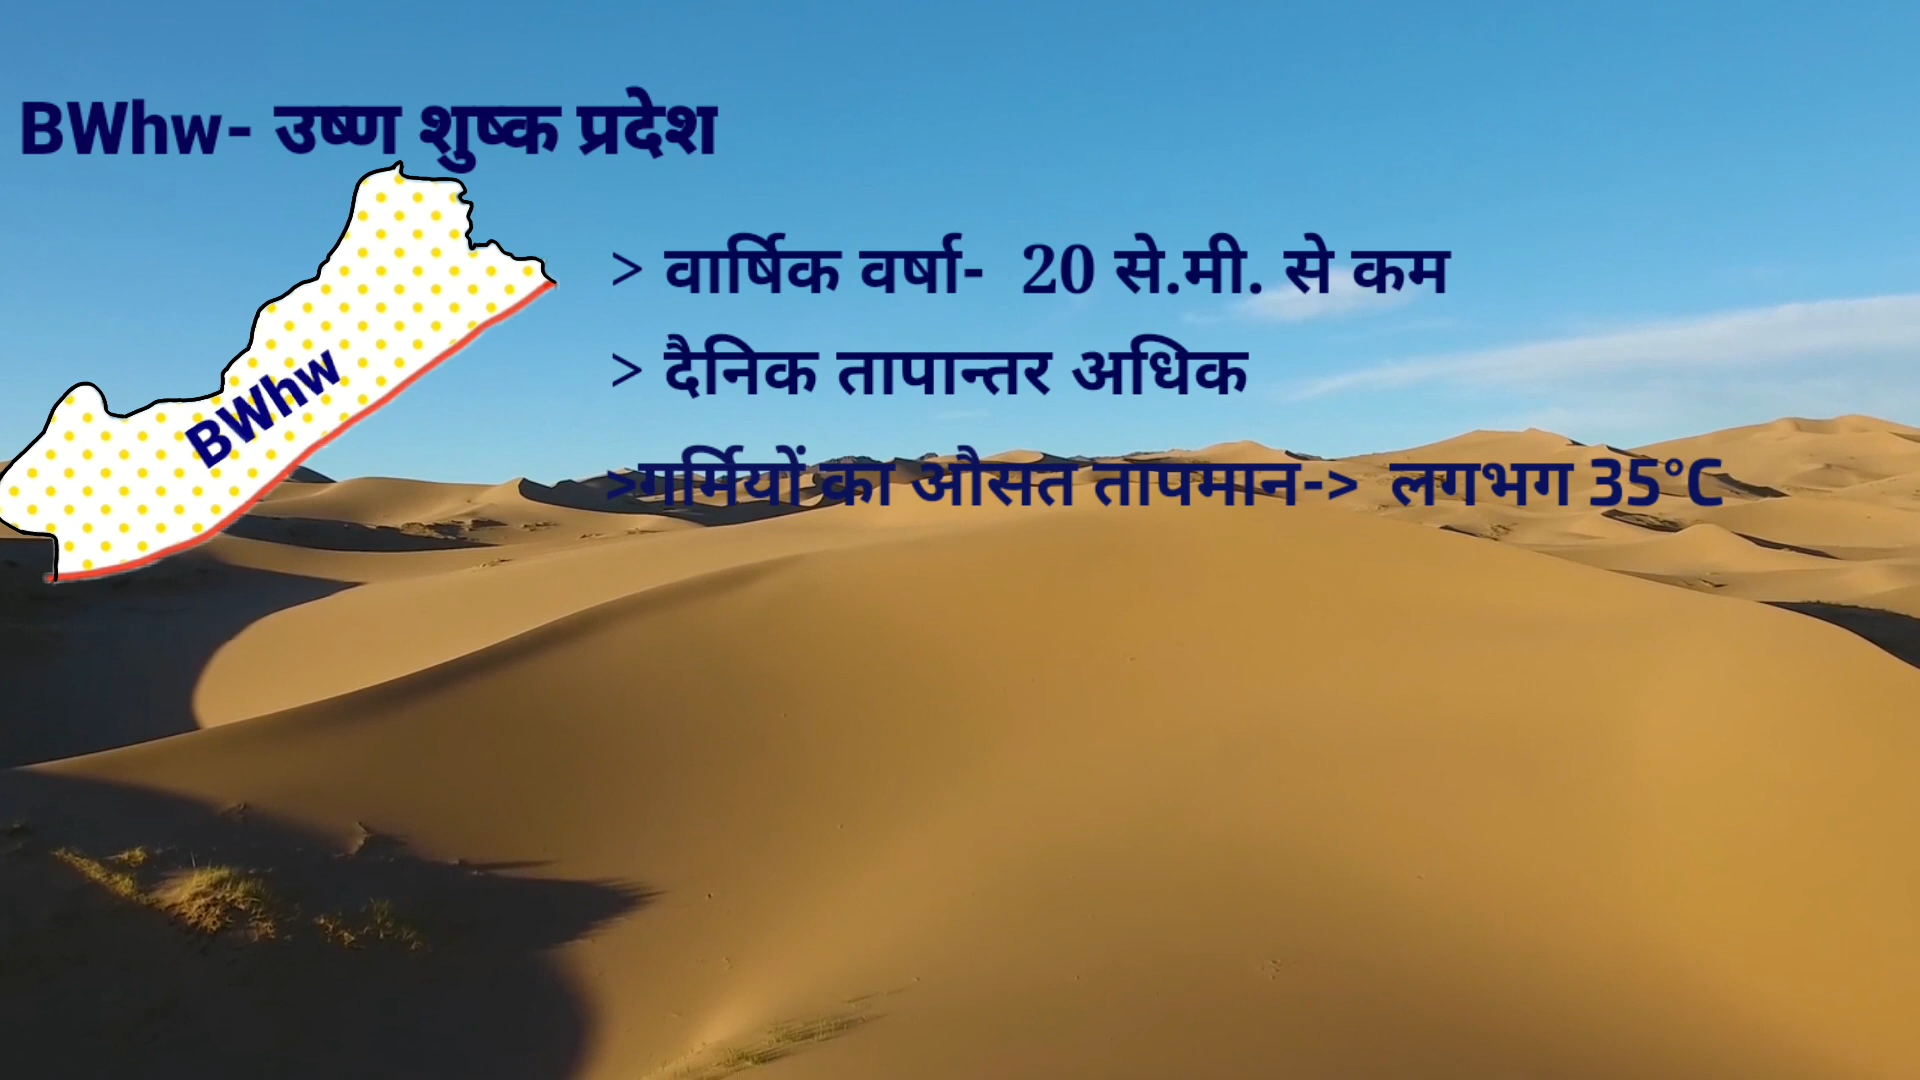 BWhw- उष्ण शुष्क प्रदेश
> वार्षिक वर्षा- 20 से.मी. से कम
> दैनिक तापान्तर अधिक
BWhw
>गर्मियों का औसत तापमान-> लगभग 35°C